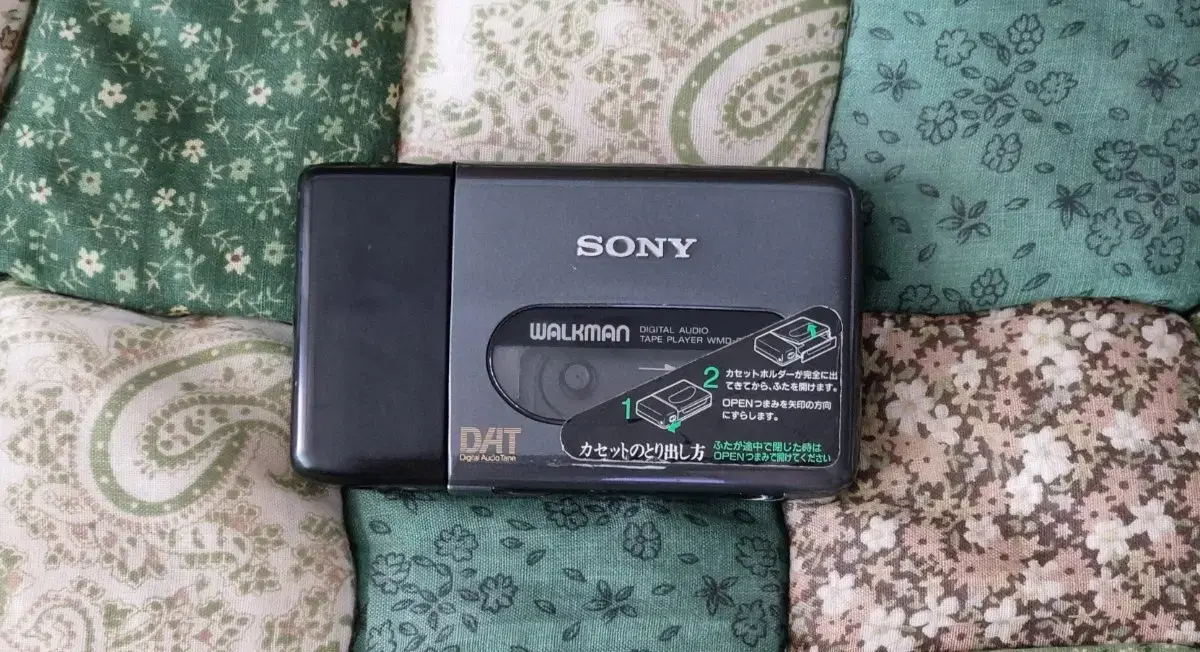 SONY
WALKMAN
DIGITAL AUDIO
TAPE PLAYER
2
カセットホルダーが完全に出
てきてから、ふたを開けます。
1
OPENつまみを矢印の方向
にずらします。
DAT
Digital Audio Tape
カセットのとり出し方
ふたが途中で閉じた時は
OPENつまみで開けてください